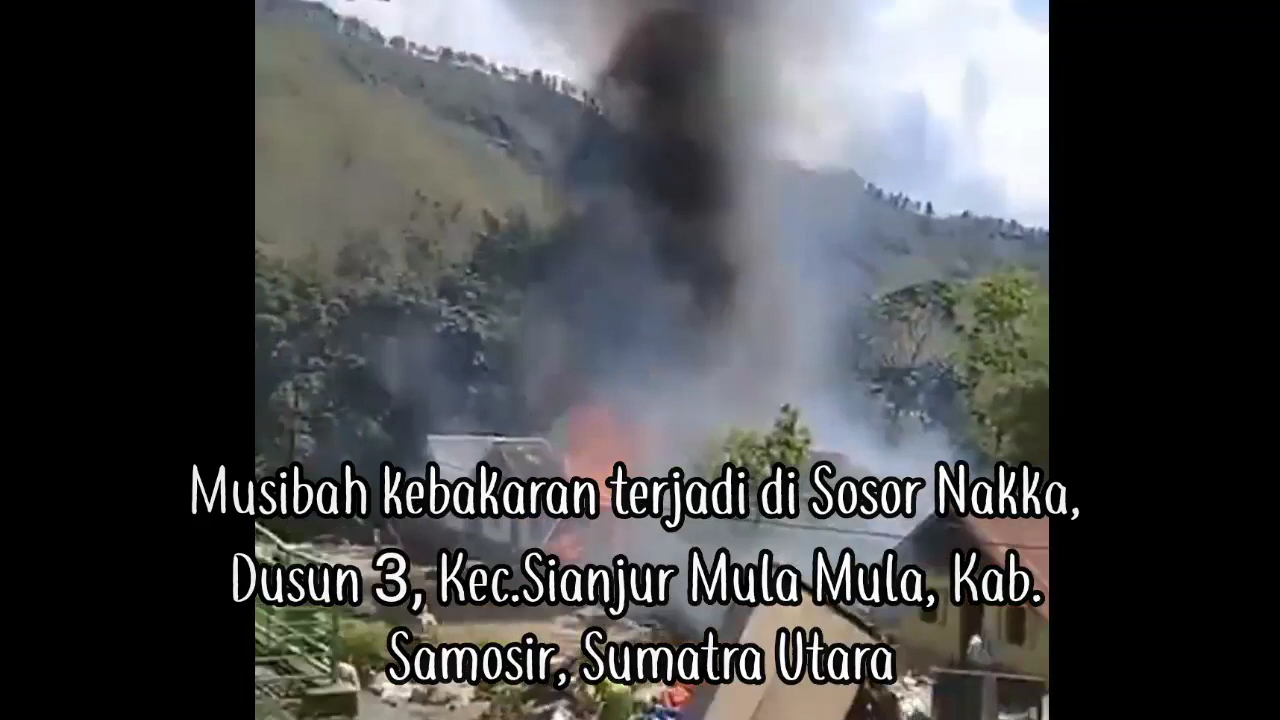 Musibah kebakaran terjadi di Sosor Nakka,
Dusun 3, Kec.Sianjur Mula Mula, Kab.
Samosir, Sumatra Utara